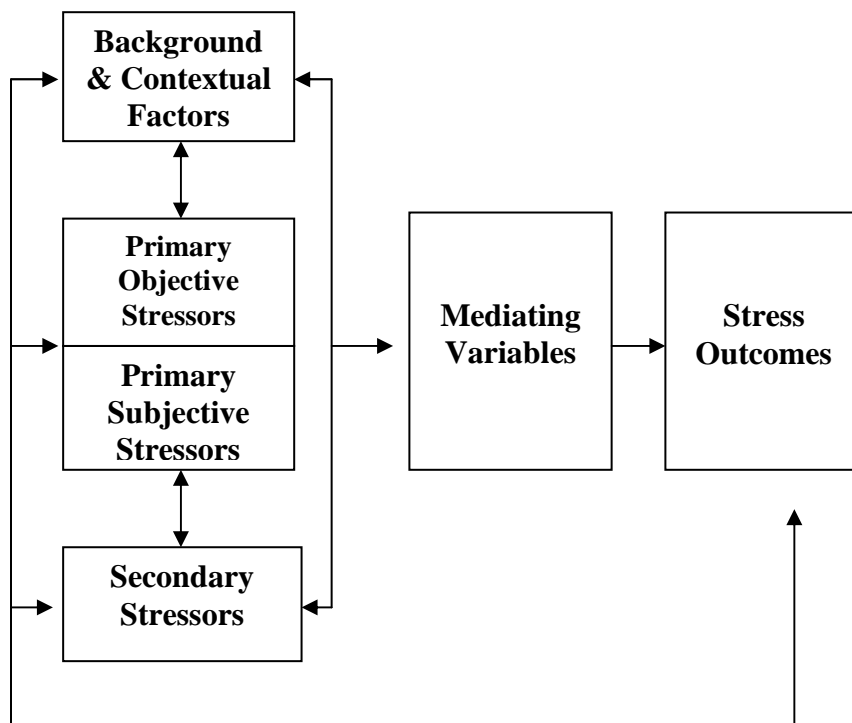 Background
& Contextual
Factors
Primary
Objective
Stressors
Primary
Subjective
Stressors
Secondary
Stressors
Mediating
Variables
Stress
Outcomes